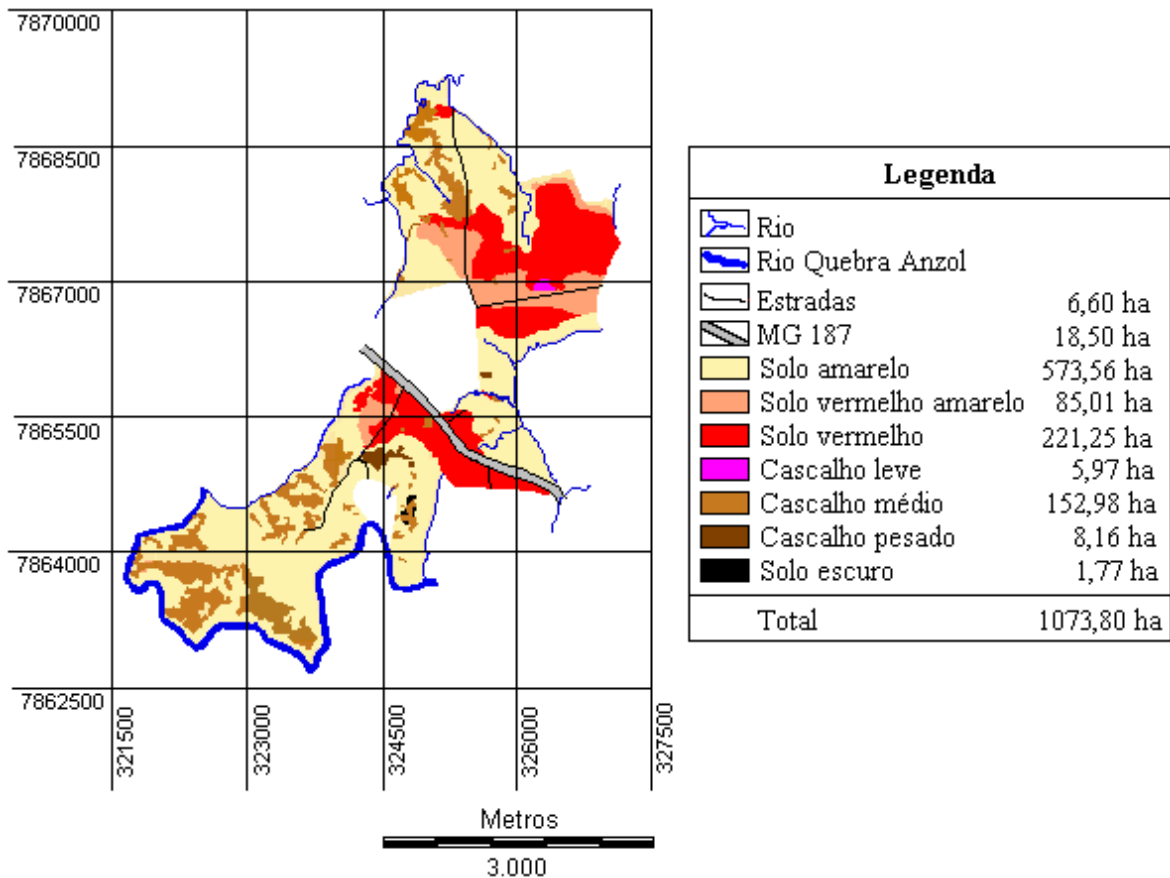 7870000
7868500
7867000
7865500
7864000
7862500
321500
323000
324500
326000
327500
Metros
3.000
Legenda
Rio
Rio Quebra Anzol
Estradas 6,60 ha
MG 187 18,50 ha
Solo amarelo 573,56 ha
Solo vermelho amarelo 85,01 ha
Solo vermelho 221,25 ha
Cascalho leve 5,97 ha
Cascalho médio 152,98 ha
Cascalho pesado 8,16 ha
Solo escuro 1,77 ha
Total 1073,80 ha